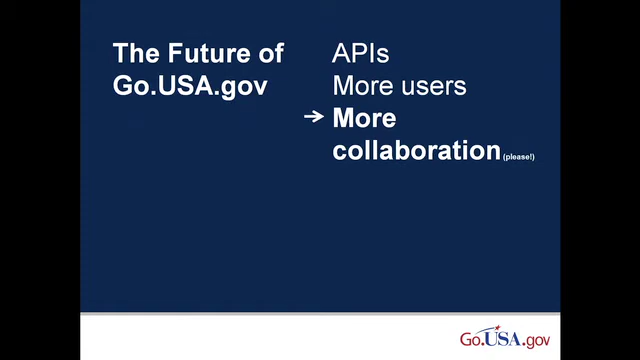 The Future of
Go.USA.gov
APIs
More users
→ More
collaboration (please!)
Go.USA.gov